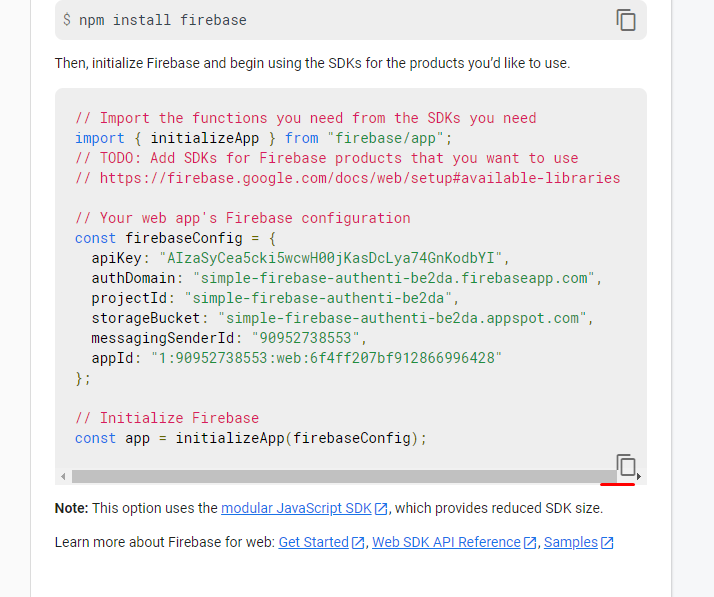 $ npm install firebase
Then, initialize Firebase and begin using the SDKs for the products you'd like to use.
// Import the functions you need from the SDKs you need
import { initializeApp } from "firebase/app";
// TODO: Add SDKs for Firebase products that you want to use
// https://firebase.google.com/docs/web/setup#available-libraries
// Your web app's Firebase configuration
const firebaseConfig = {
apiKey: "AIzaSyCea5cki5wcwH00jKasDcLya74GnKodbYI",
authDomain: "simple-firebase-authenti-be2da.firebaseapp.com",
projectId: "simple-firebase-authenti-be2da",
storageBucket: "simple-firebase-authenti-be2da.appspot.com",
messagingSenderId: "90952738553",
appId: "1:90952738553:web:6f4ff207bf912866996428"
};
// Initialize Firebase
const app = initializeApp(firebaseConfig);
Note: This option uses the modular JavaScript SDK, which provides reduced SDK size.
Learn more about Firebase for web: Get Started, Web SDK API Reference, Samples